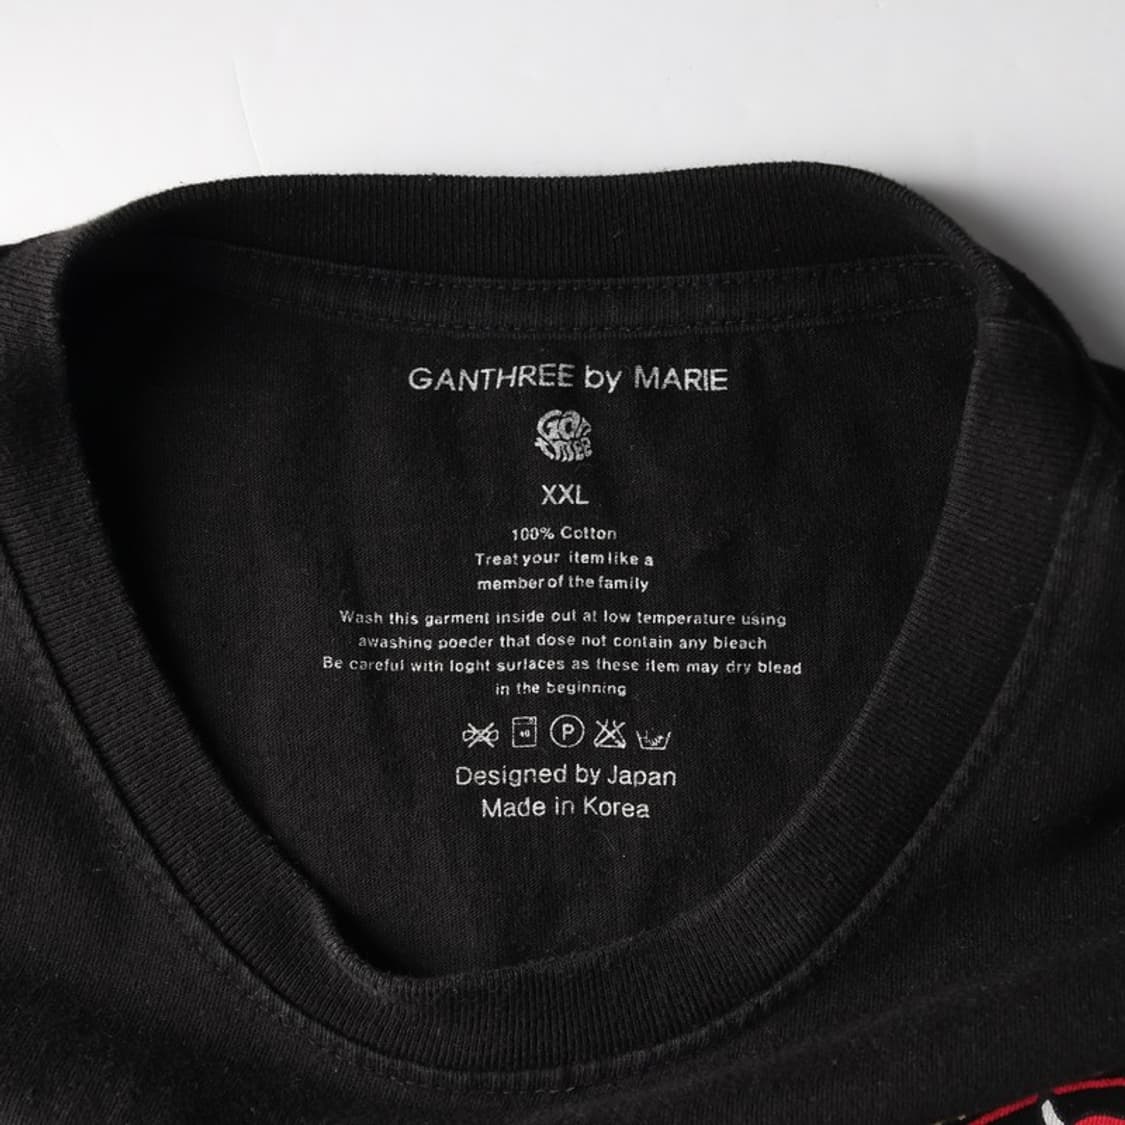 GANTHREE by MARIE
Gan
three
XXL
100% Cotton
Treat your item like a
member of the family
Wash this garment inside out at low temperature using
awashing poeder that dose not contain any bleach
Be careful with loght surlaces as these item may dry blead
in the beginning
P
Designed by Japan
Made in Korea